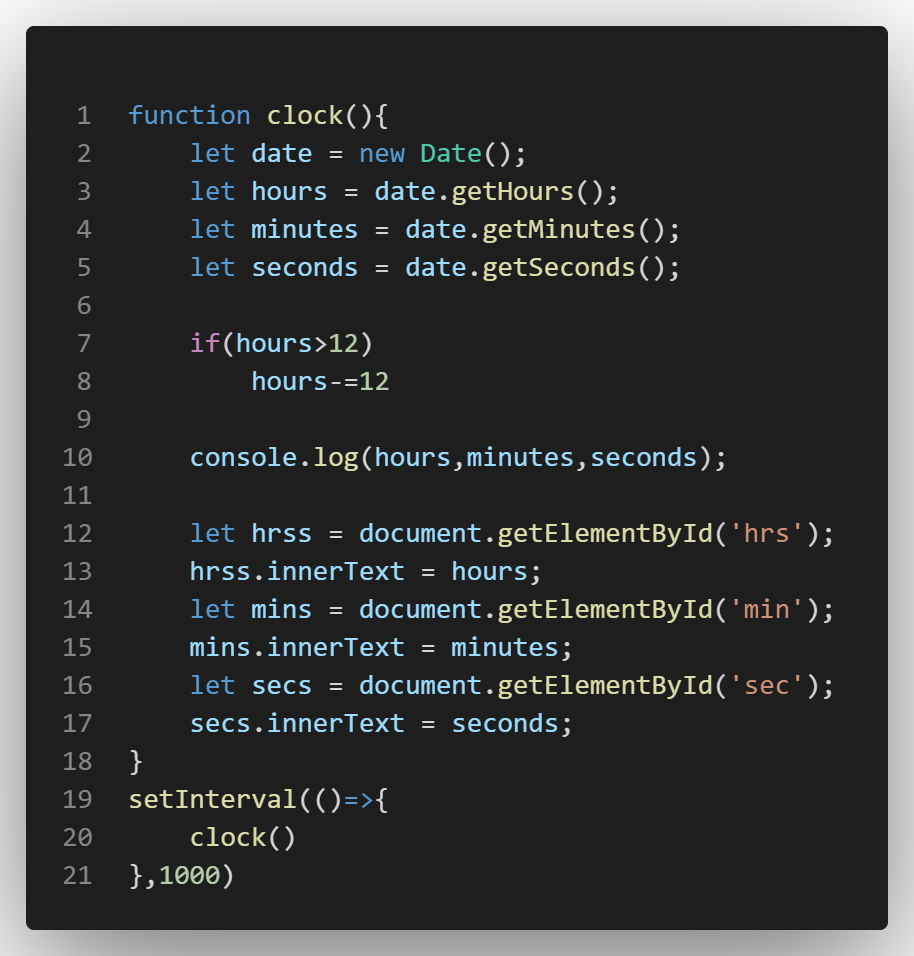 1 function clock(){
2     let date = new Date();
3     let hours = date.getHours();
4     let minutes = date.getMinutes();
5     let seconds = date.getSeconds();
6
7     if(hours>12)
8         hours-=12
9
10     console.log(hours,minutes,seconds);
11
12     let hrss = document.getElementById('hrs');
13     hrss.innerText = hours;
14     let mins = document.getElementById('min');
15     mins.innerText = minutes;
16     let secs = document.getElementById('sec');
17     secs.innerText = seconds;
18 }
19 setInterval(()=>{
20     clock()
21 },1000)